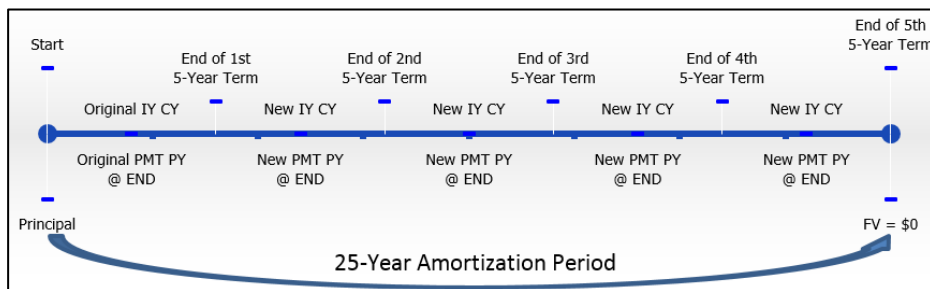 Start
End of 1st
5-Year Term
End of 2nd
5-Year Term
End of 3rd
5-Year Term
End of 4th
5-Year Term
End of 5th
5-Year Term
Original IY CY
New IY CY
New IY CY
New IY CY
New IY CY
Original PMT PY
@ END
New PMT PY
@ END
New PMT PY
@ END
New PMT PY
@ END
New PMT PY
@ END
Principal
FV = $0
25-Year Amortization Period